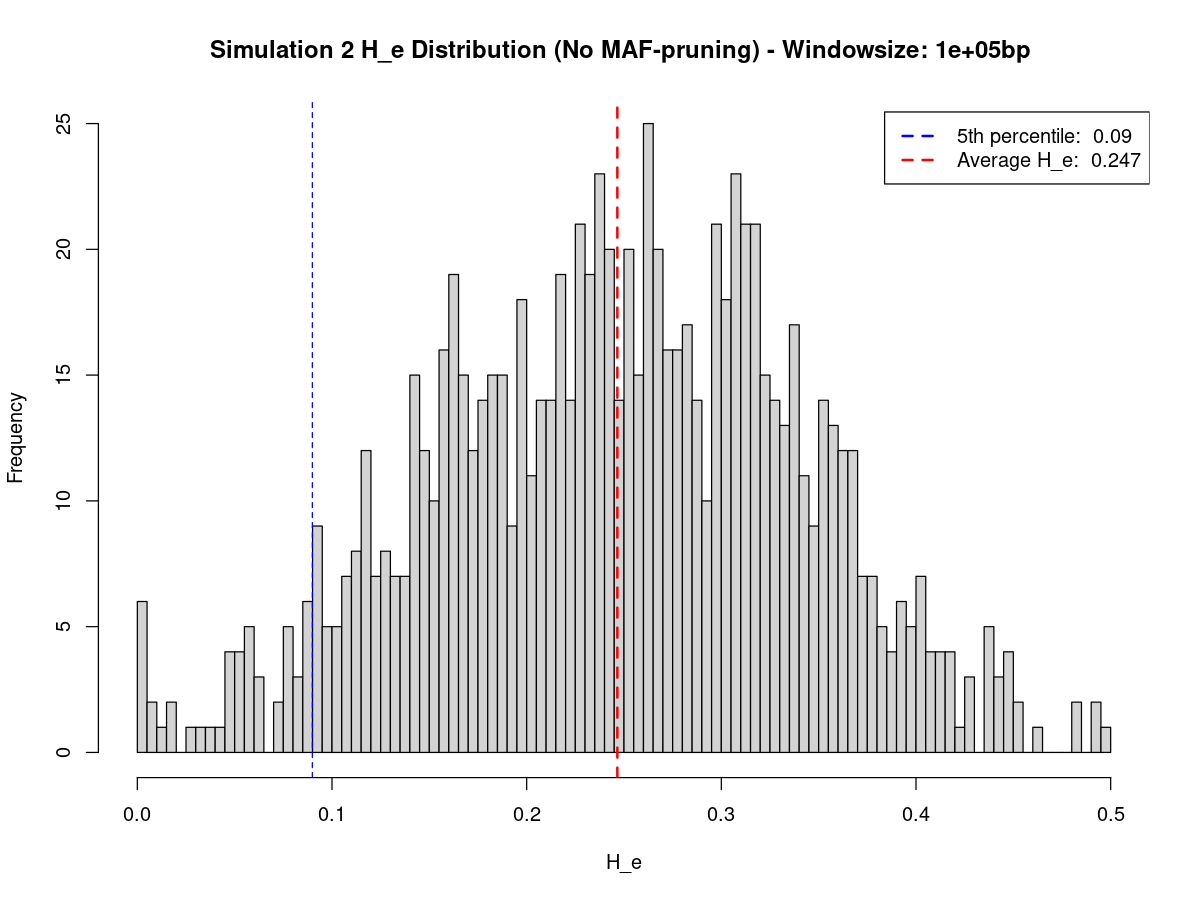 Simulation 2 H_e Distribution (No MAF-pruning) - Windowsize: 1e+05bp
5th percentile: 0.09
Average H_e: 0.247
25
20
15
10
5
0
Frequency
0.0 0.1 0.2 0.3 0.4 0.5
H_e